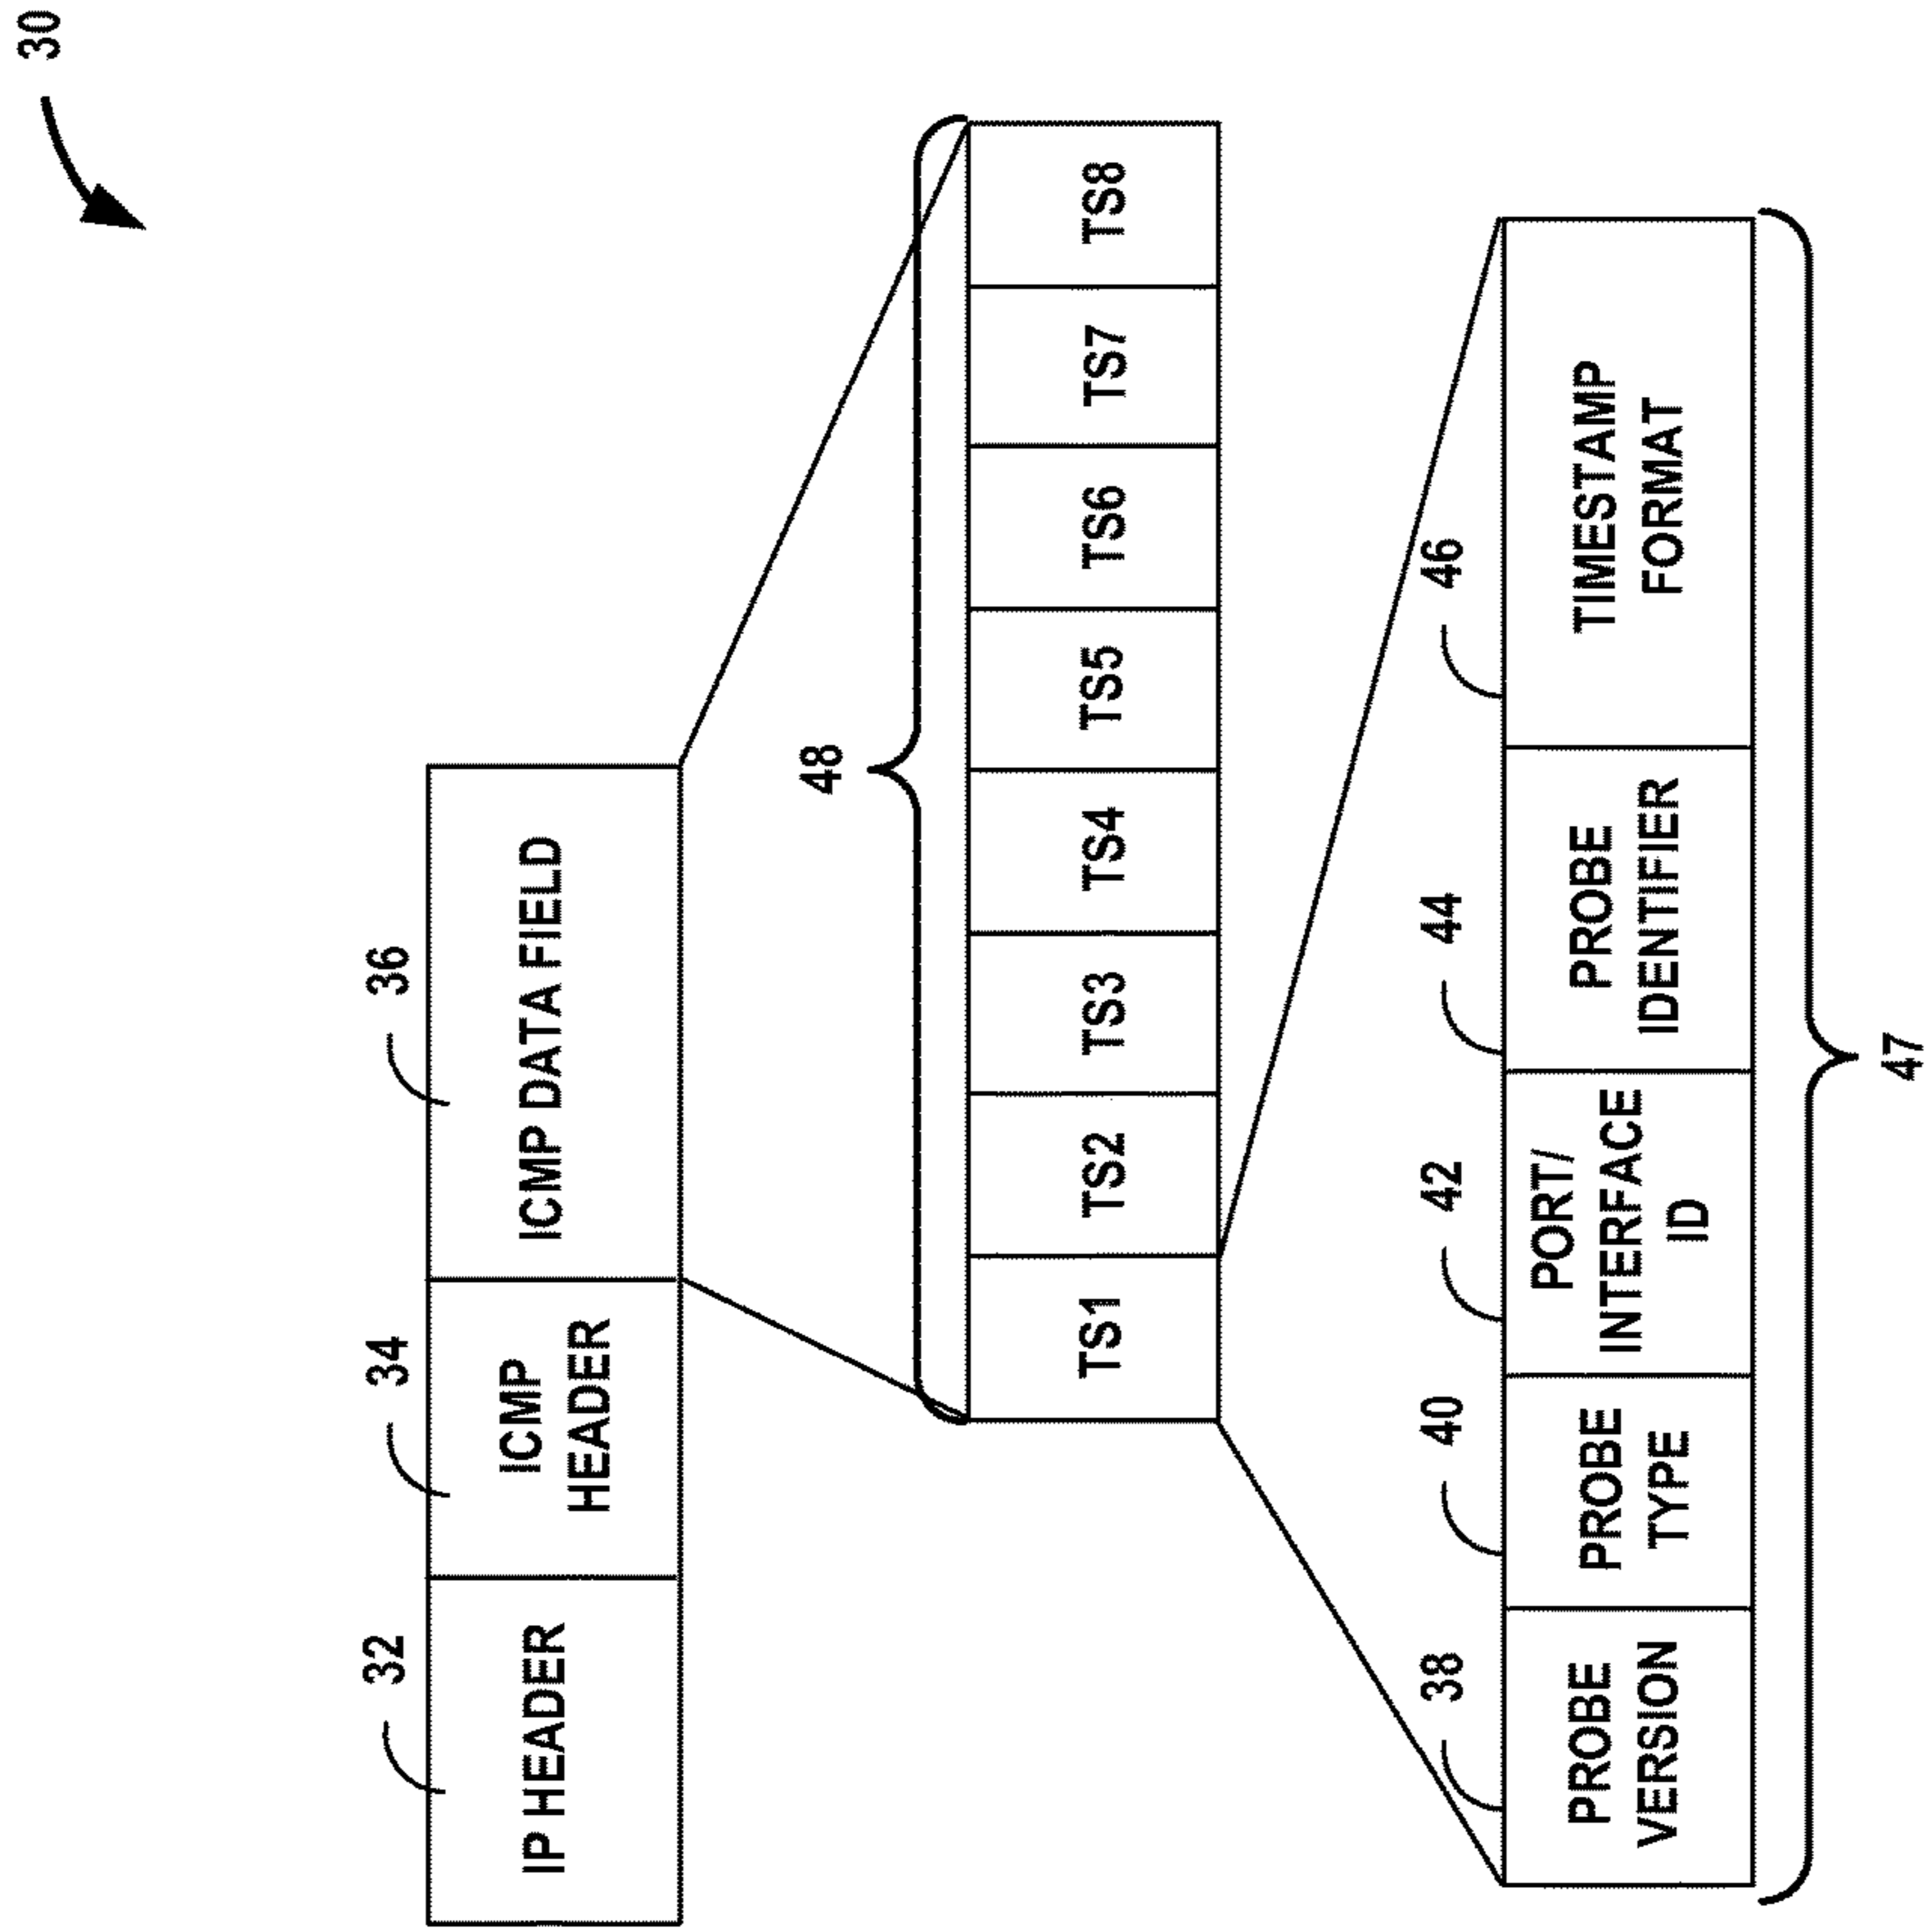 30
32
34
36
IP HEADER
ICMP
HEADER
ICMP DATA FIELD
48
TS1
TS2
TS3
TS4
TS5
TS6
TS7
TS8
38
40
42
44
46
PROBE
VERSION
PROBE
TYPE
PORT/
INTERFACE
ID
PROBE
IDENTIFIER
TIMESTAMP
FORMAT
47